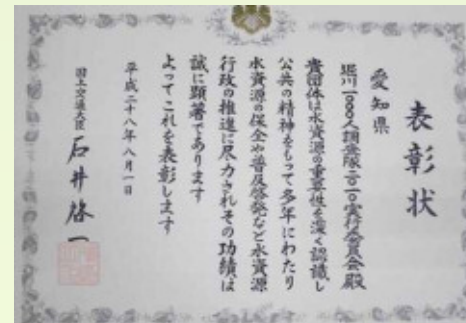 表彰状
愛知県
堀川一〇〇〇人調査隊二〇一〇実行委員会殿
貴団体は水資源の重要性を深く認識し
公共の精神をもって多年にわたり
水資源の保全や普及啓発など水資源
行政の推進に尽力されその功績は
誠に顕著であります
よってこれを表彰します
平成二十八年八月一日
国土交通大臣 石井啓一